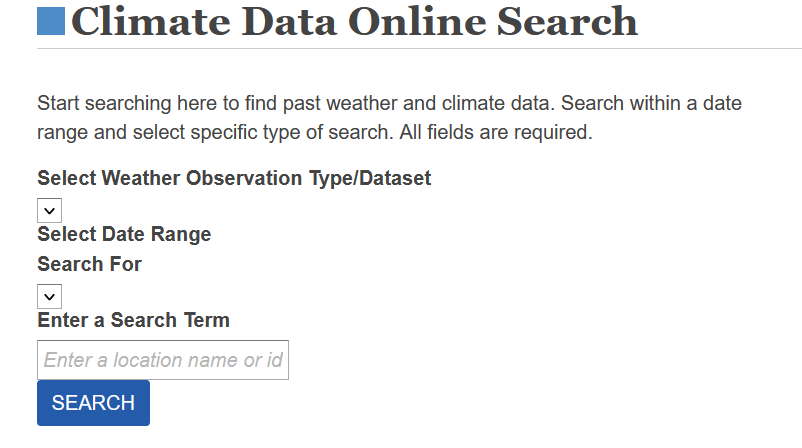 Climate Data Online Search
Start searching here to find past weather and climate data. Search within a date
range and select specific type of search. All fields are required.
Select Weather Observation Type/Dataset
Select Date Range
Search For
Enter a Search Term
Enter a location name or id
SEARCH